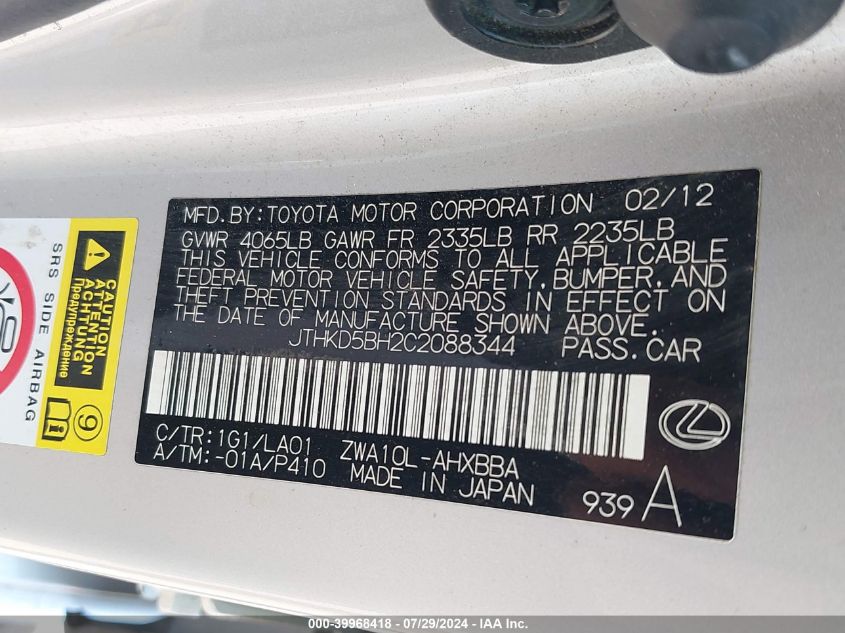 MFD. BY: TOYOTA MOTOR CORPORATION 02/12
GVWR 4065LB GAWR FR 2335LB RR 2235LB
THIS VEHICLE CONFORMS TO ALL APPLICABLE
FEDERAL MOTOR VEHICLE SAFETY, BUMPER, AND
THEFT PREVENTION STANDARDS IN EFFECT ON
THE DATE OF MANUFACTURE SHOWN ABOVE.
JTHKD5BH2C2088344 PASS. CAR
C/TR: 1G1/LA01 ZWA10L-AHXBBA
A/TM: -01A/P410 MADE IN JAPAN
939 A
SRS SIDE AIRBAG
CAUTION
ATTENTION
ACHTUNG
Предупреждение
9
000-39968418 - 07/29/2024 - IAA Inc.